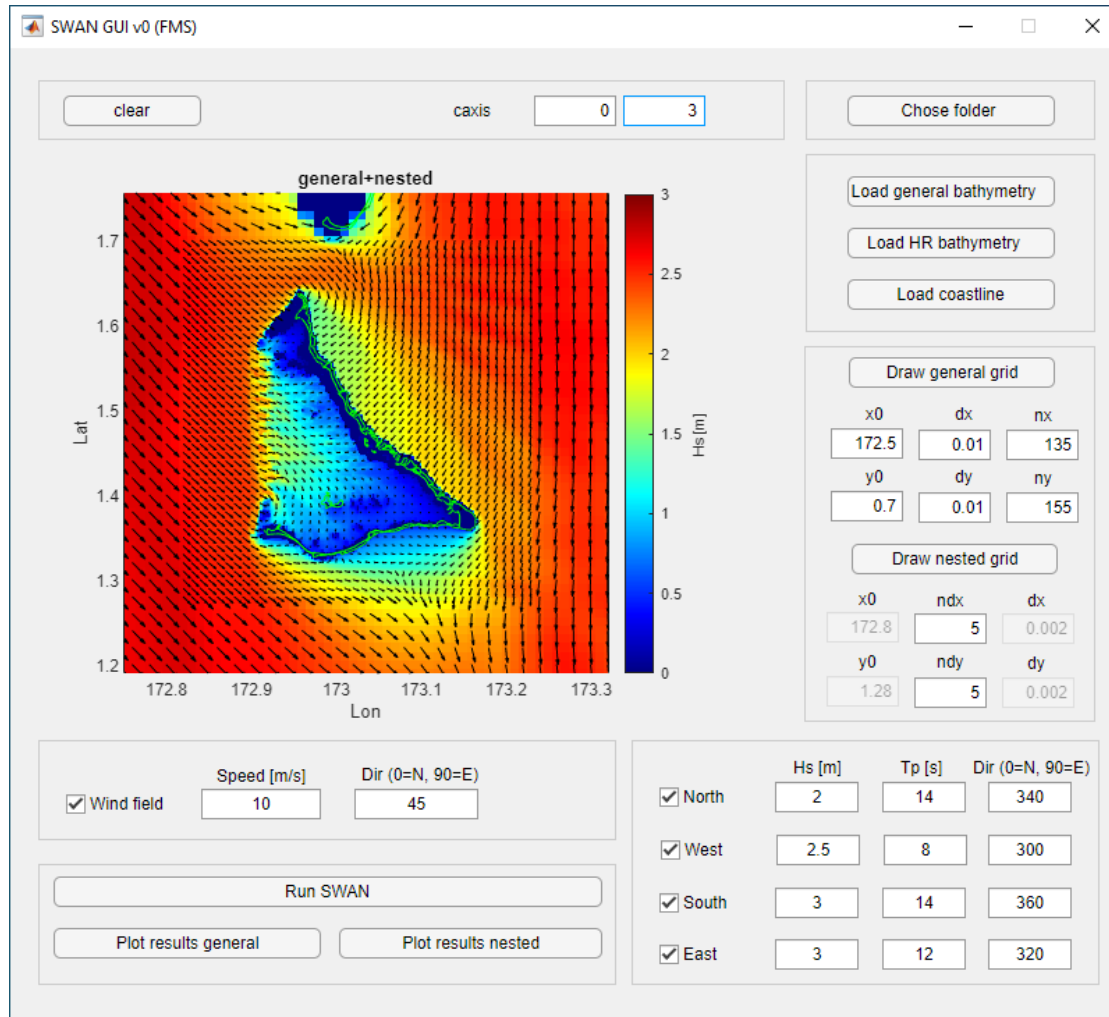 SWAN GUI v0 (FMS)
clear
caxis
0
3
Chose folder
general+nested
1.7
1.6
1.5
1.4
1.3
1.2
Lat
172.8
172.9
173
173.1
173.2
173.3
Lon
3
2.5
2
1.5
1
0.5
0
Hs [m]
Load general bathymetry
Load HR bathymetry
Load coastline
Draw general grid
x0 dx nx
172.5 0.01 135
y0 dy ny
0.7 0.01 155
Draw nested grid
x0 ndx dx
172.8 5 0.002
y0 ndy dy
1.28 5 0.002
Speed [m/s] Dir (0=N, 90=E)
Wind field 10 45
Run SWAN
Plot results general
Plot results nested
Hs [m] Tp [s] Dir (0=N, 90=E)
North 2 14 340
West 2.5 8 300
South 3 14 360
East 3 12 320